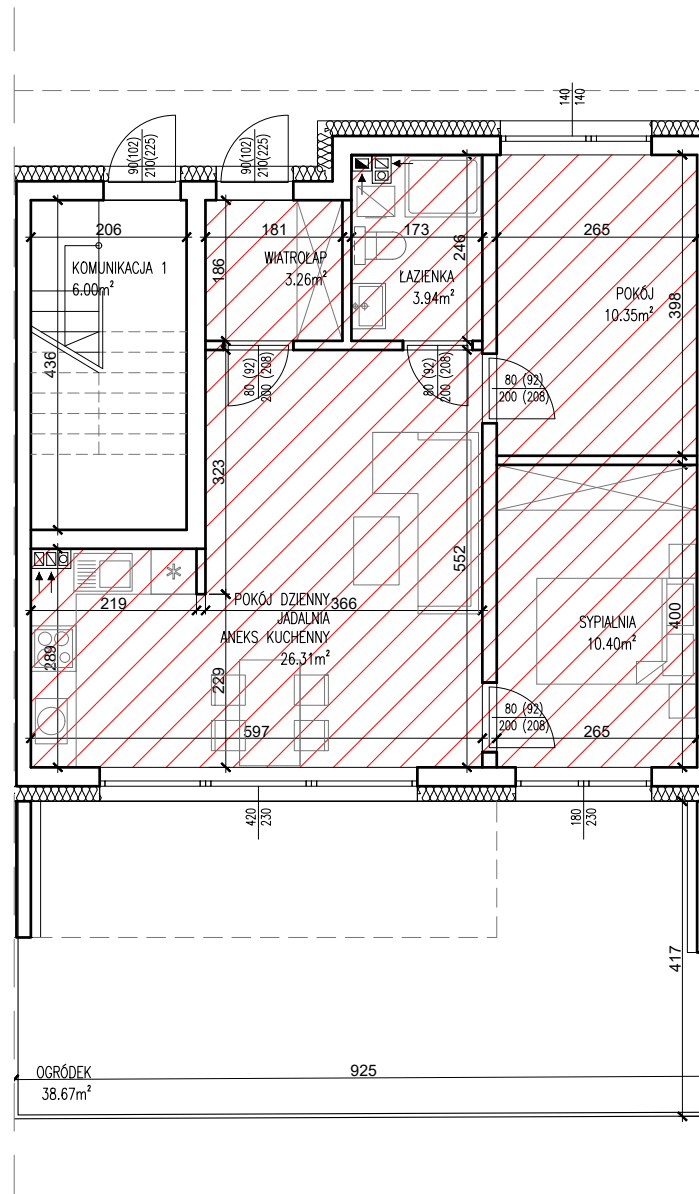 140
140
90(102)
210(225)
90(102)
210(225)
206
181
173
265
KOMUNIKACJA 1
6.00m²
186
WIATROŁAP
3.26m²
246
ŁAZIENKA
3.94m²
POKÓJ
10.35m²
398
436
80 (92)
200 (208)
80 (92)
200 (208)
80 (92)
200 (208)
323
552
219
366
POKÓJ DZIENNY
JADALNIA
ANEKS KUCHENNY
26.31m²
289
229
400
SYPIALNIA
10.40m²
80 (92)
200 (208)
597
265
420
230
180
230
417
925
OGRÓDEK
38.67m²